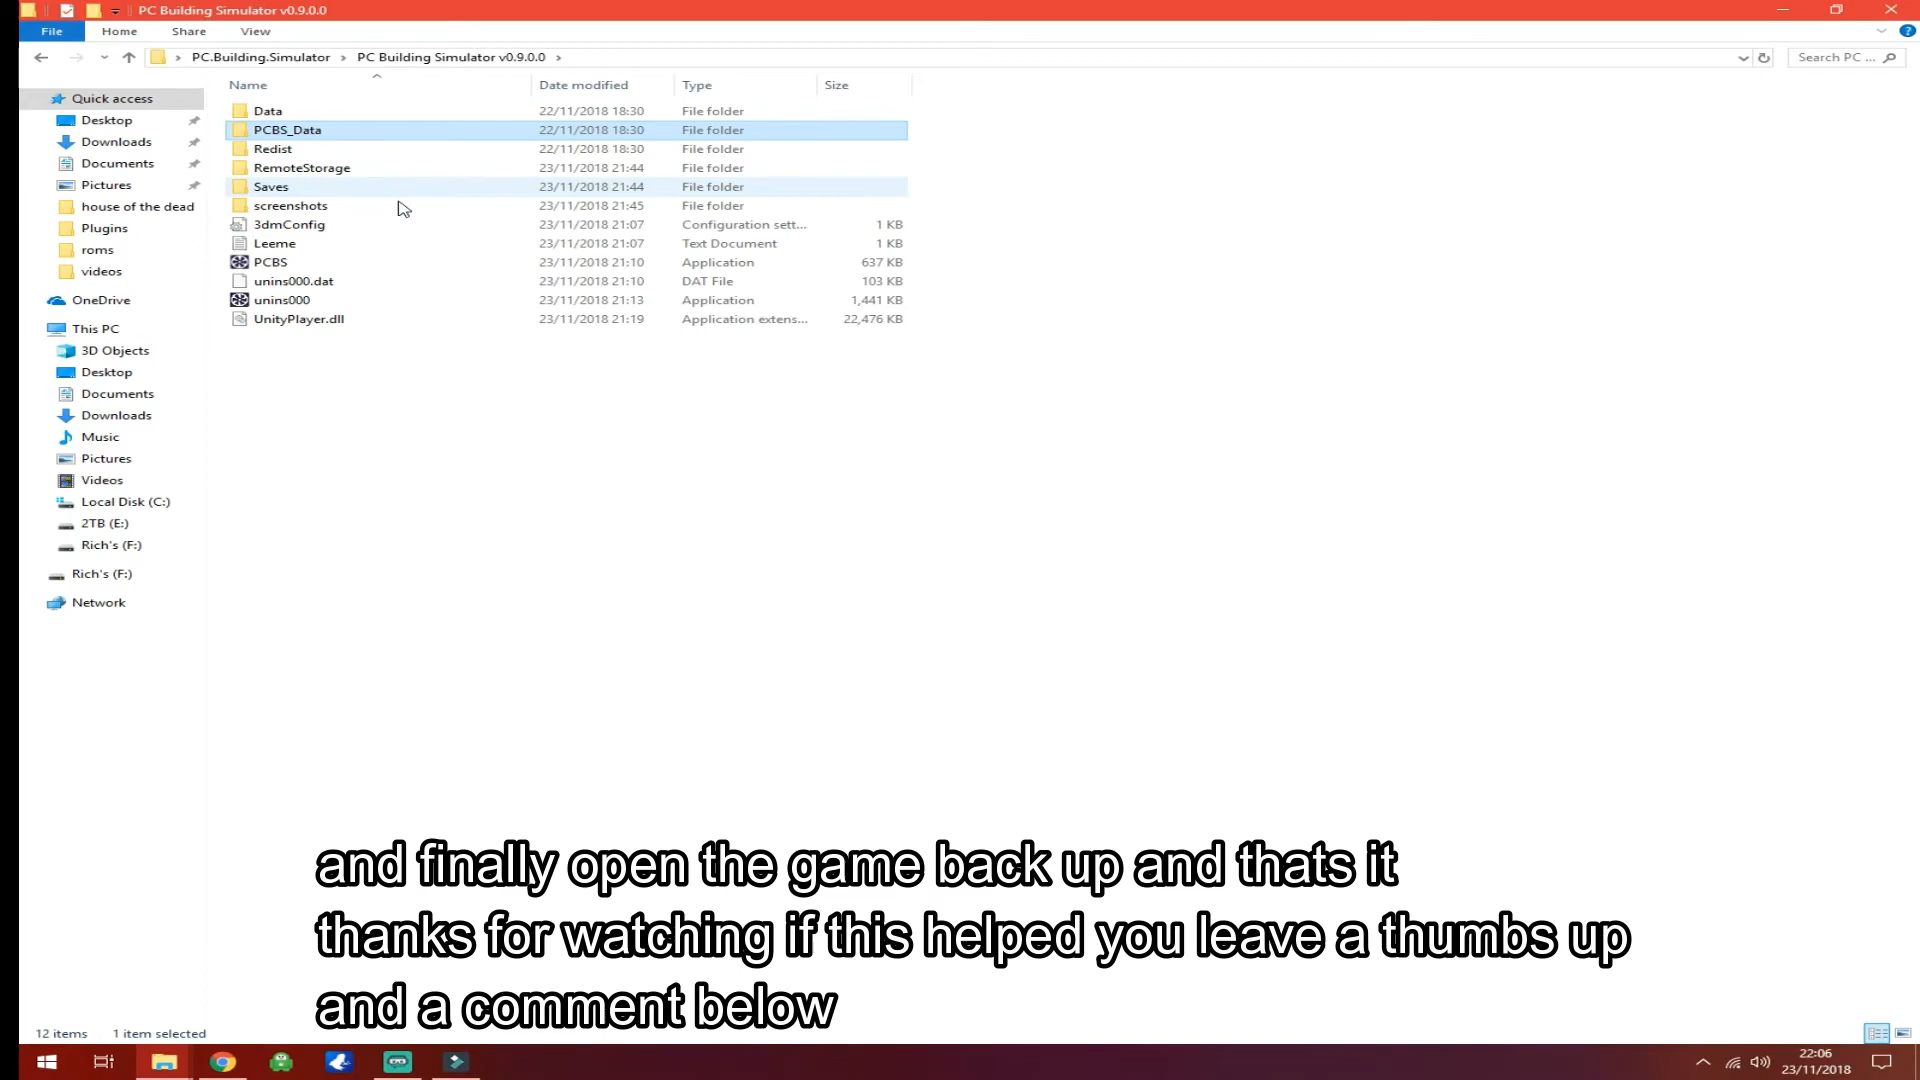 PC Building Simulator v0.9.0.0
File Home Share View
PC.Building.Simulator > PC Building Simulator v0.9.0.0 >
Search PC ...
Name Date modified Type Size
Quick access
Desktop
Downloads
Documents
Pictures
house of the dead
Plugins
roms
videos
OneDrive
This PC
3D Objects
Desktop
Documents
Downloads
Music
Pictures
Videos
Local Disk (C:)
2TB (E:)
Rich's (F:)
Rich's (F:)
Network
Data 22/11/2018 18:30 File folder
PCBS_Data 22/11/2018 18:30 File folder
Redist 22/11/2018 18:30 File folder
RemoteStorage 23/11/2018 21:44 File folder
Saves 23/11/2018 21:44 File folder
screenshots 23/11/2018 21:45 File folder
3dmConfig 23/11/2018 21:07 Configuration sett... 1 KB
Leeme 23/11/2018 21:07 Text Document 1 KB
PCBS 23/11/2018 21:10 Application 637 KB
unins000.dat 23/11/2018 21:10 DAT File 103 KB
unins000 23/11/2018 21:13 Application 1,441 KB
UnityPlayer.dll 23/11/2018 21:19 Application extens... 22,476 KB
and finally open the game back up and thats it
thanks for watching if this helped you leave a thumbs up
and a comment below
12 items 1 item selected
22:06
23/11/2018